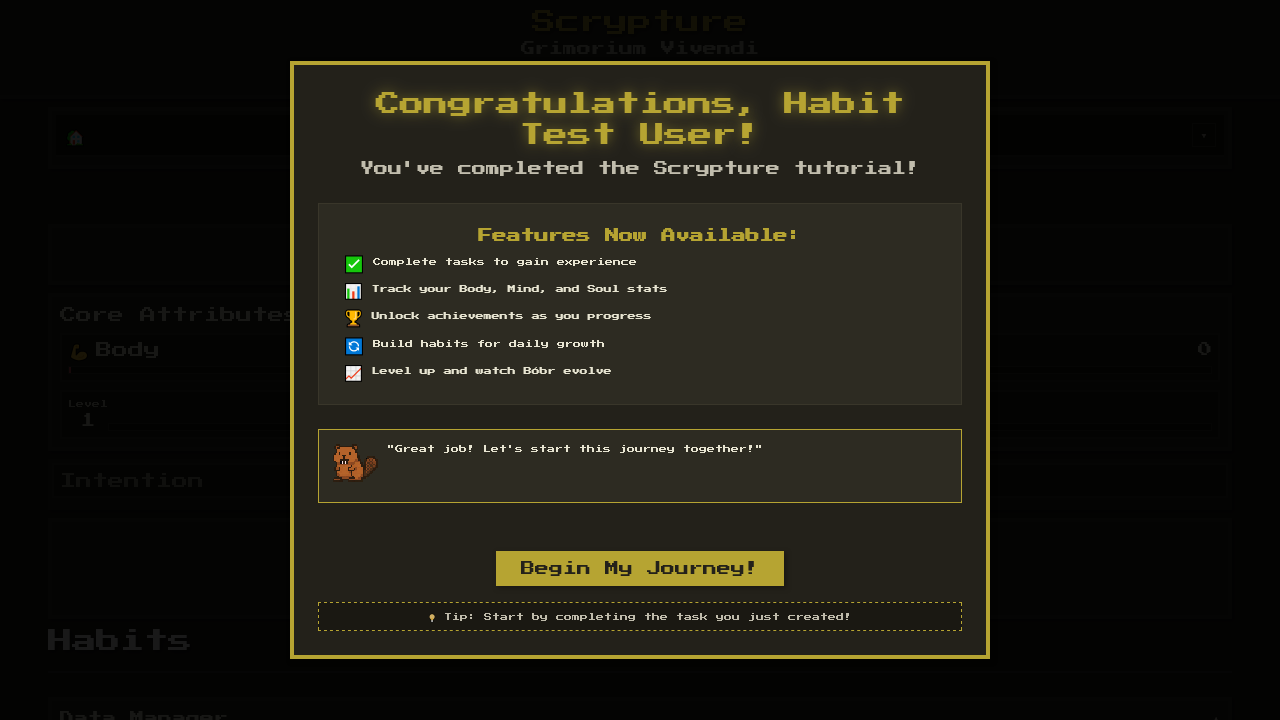 Scrypture
Grimorium Vivendi
Congratulations, Habit
Test User!
You've completed the Scrypture tutorial!
Features Now Available:
Complete tasks to gain experience
Track your Body, Mind, and Soul stats
Unlock achievements as you progress
Build habits for daily growth
Level up and watch Bóbr evolve
"Great job! Let's start this journey together!"
Begin My Journey!
Tip: Start by completing the task you just created!
Core Attributes
Body
0
Level
1
Intention
Habits
Data Manager